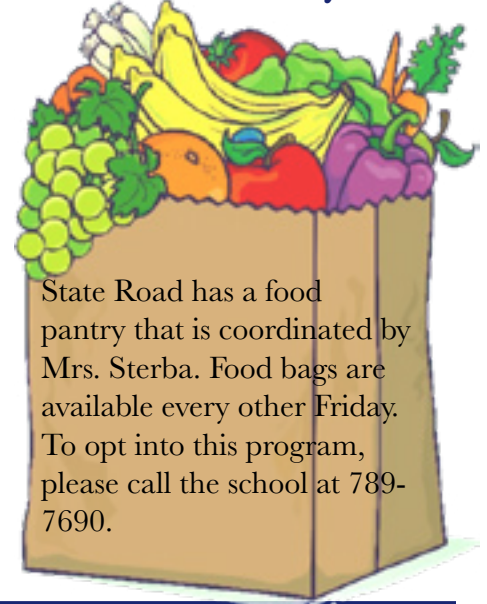 State Road has a food
pantry that is coordinated by
Mrs. Sterba. Food bags are
available every other Friday.
To opt into this program,
please call the school at 789-
7690.